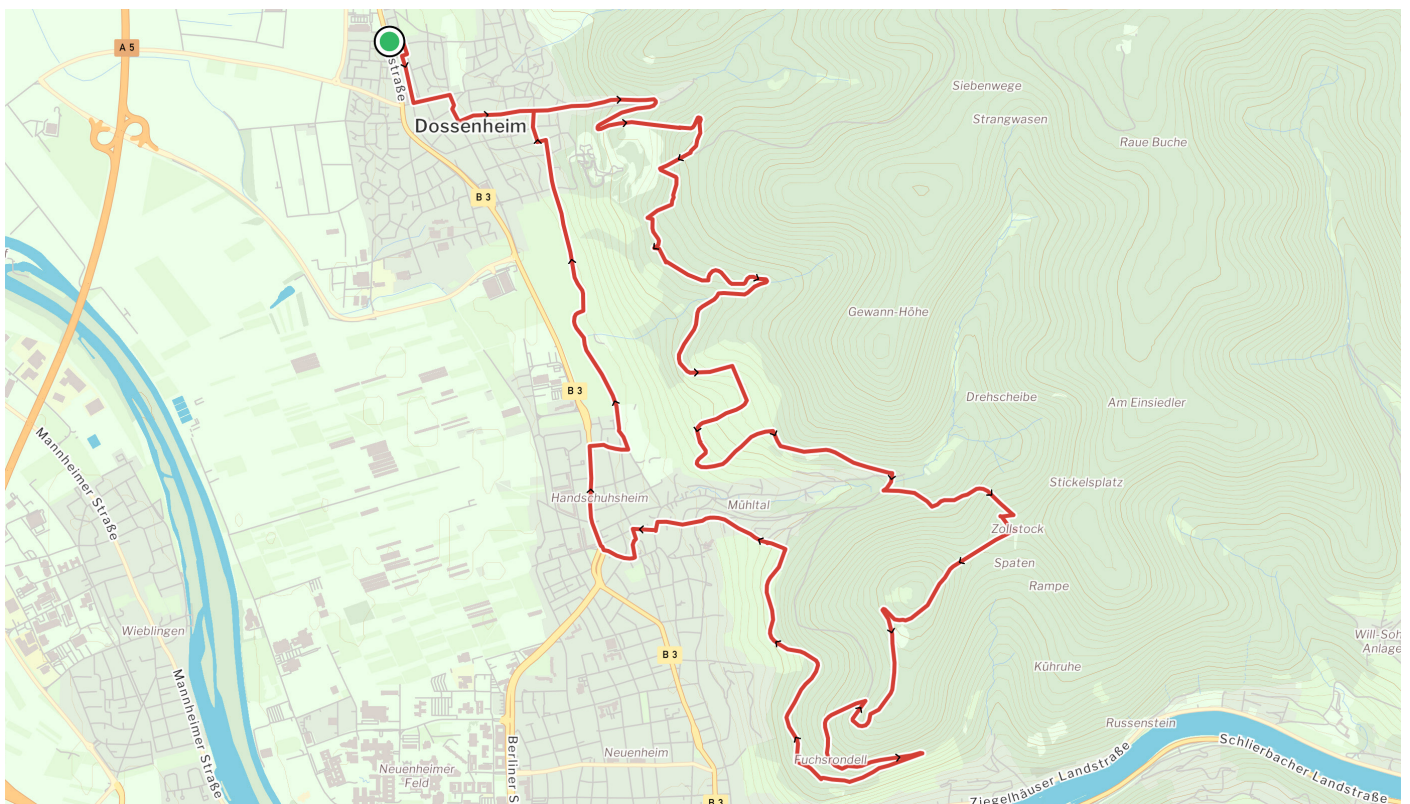 A 5
straße
Dossenheim
Siebenwege
Strangwasen
Raue Buche
B 3
Gewann-Höhe
B 3
Drehscheibe
Am Einsiedler
Mannheimer Straße
Handschuhsheim
Mühltal
Stickelsplatz
Zollstock
Spaten
Rampe
Wieblingen
B 3
Will-Soh
Anlage
Kühruhe
Mannheimer Straße
Russenstein
Neuenheimer
Feld
Berliner S
Neuenheim
Fuchsrondell
Ziegelhäuser Landstraße
Schlierbacher Landstraße
B 3